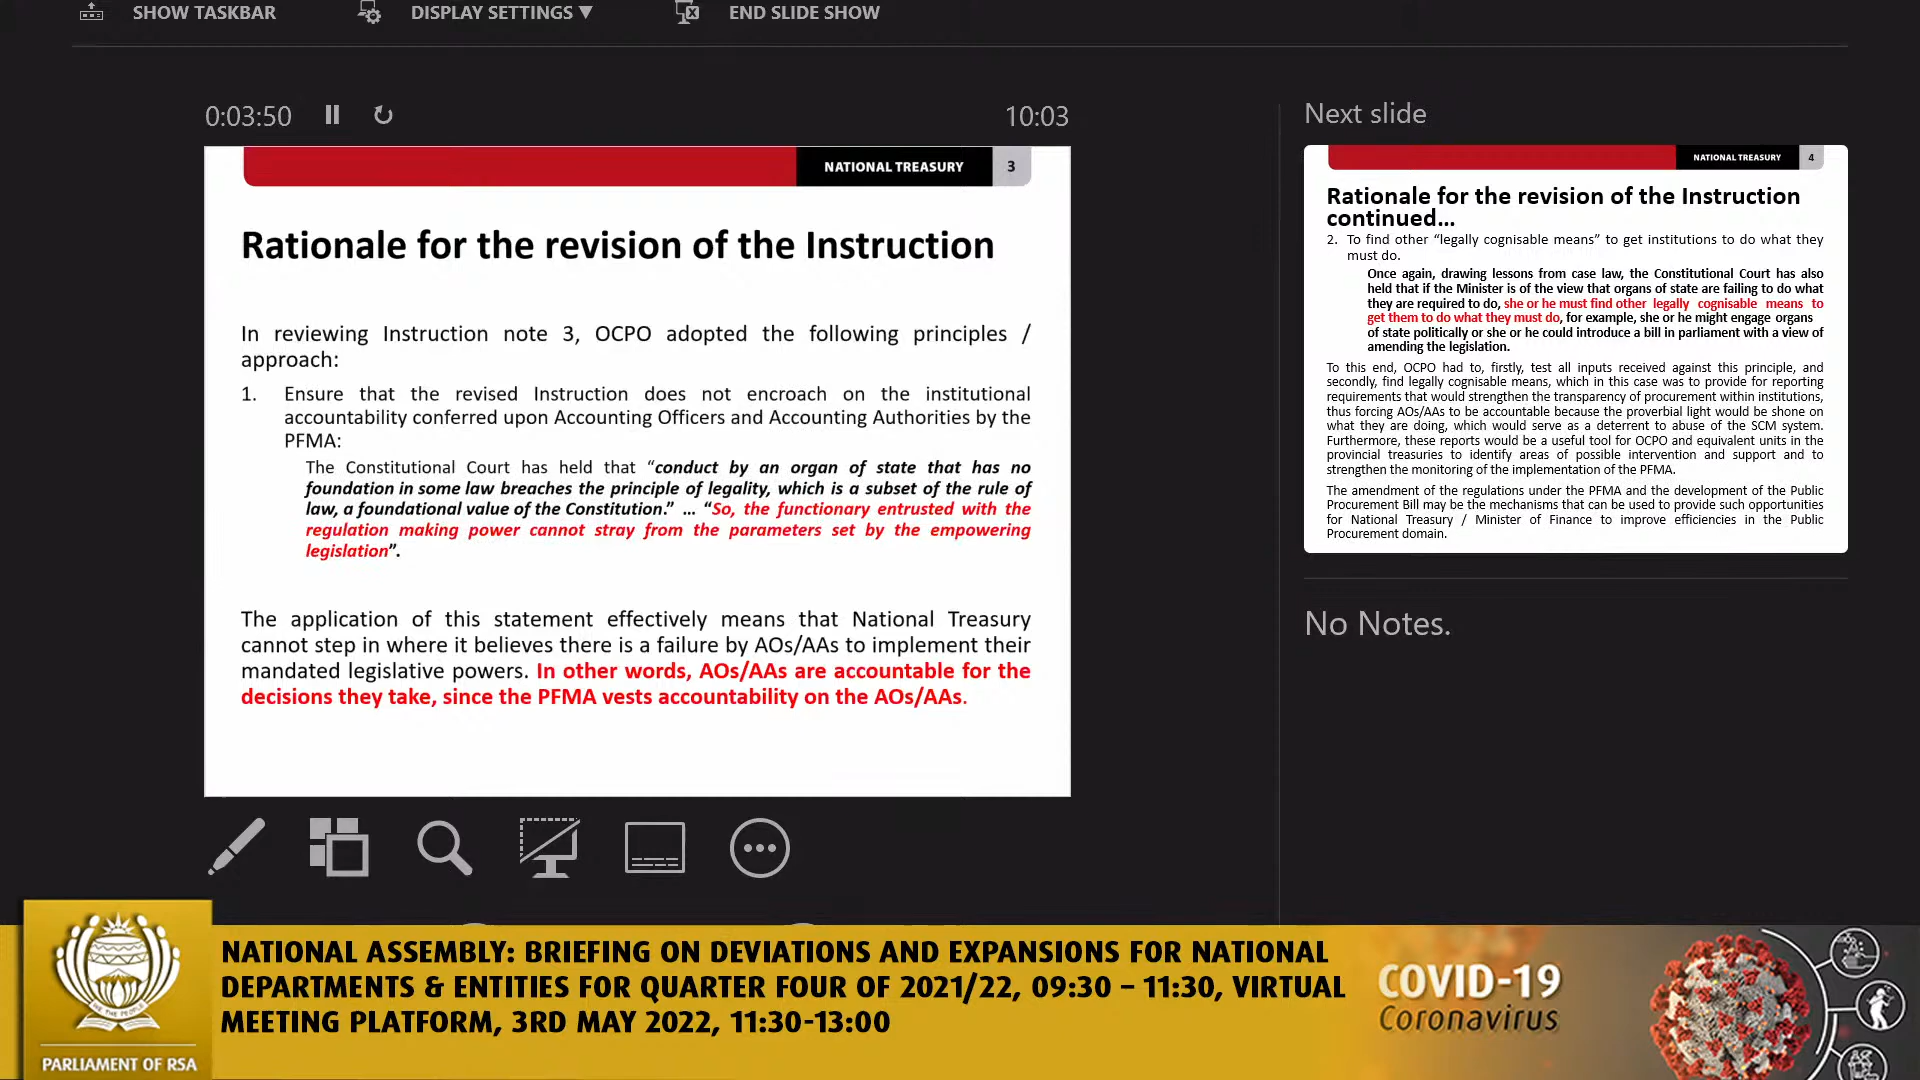 SHOW TASKBAR
DISPLAY SETTINGS ▼
END SLIDE SHOW
0:03:50
10:03
NATIONAL TREASURY
3
Rationale for the revision of the Instruction
In reviewing Instruction note 3, OCPO adopted the following principles /
approach:
1. Ensure that the revised Instruction does not encroach on the institutional
accountability conferred upon Accounting Officers and Accounting Authorities by the
PFMA:
The Constitutional Court has held that “conduct by an organ of state that has no
foundation in some law breaches the principle of legality, which is a subset of the rule of
law, a foundational value of the Constitution.” … “So, the functionary entrusted with the
regulation making power cannot stray from the parameters set by the empowering
legislation”.
The application of this statement effectively means that National Treasury
cannot step in where it believes there is a failure by AOs/AAs to implement their
mandated legislative powers. In other words, AOs/AAs are accountable for the
decisions they take, since the PFMA vests accountability on the AOs/AAs.
Next slide
NATIONAL TREASURY
4
Rationale for the revision of the Instruction
continued…
2. To find other “legally cognisable means” to get institutions to do what they
must do.
Once again, drawing lessons from case law, the Constitutional Court has also
held that if the Minister is of the view that organs of state are failing to do what
they are required to do, she or he must find other legally cognisable means to
get them to do what they must do, for example, she or he might engage organs
of state politically or she or he could introduce a bill in parliament with a view of
amending the legislation.
To this end, OCPO had to, firstly, test all inputs received against this principle, and
secondly, find legally cognisable means, which in this case was to provide for reporting
requirements that would strengthen the transparency of procurement within institutions,
thus forcing AOs/AAs to be accountable because the proverbial light would be shone on
what they are doing, which would serve as a deterrent to abuse of the SCM system.
Furthermore, these reports would be a useful tool for OCPO and equivalent units in the
provincial treasuries to identify areas of possible intervention and support and to
strengthen the monitoring of the implementation of the PFMA.
The amendment of the regulations under the PFMA and the development of the Public
Procurement Bill may be the mechanisms that can be used to provide such opportunities
for National Treasury / Minister of Finance to improve efficiencies in the Public
Procurement domain.
No Notes.
NATIONAL ASSEMBLY: BRIEFING ON DEVIATIONS AND EXPANSIONS FOR NATIONAL
DEPARTMENTS & ENTITIES FOR QUARTER FOUR OF 2021/22, 09:30 – 11:30, VIRTUAL
MEETING PLATFORM, 3RD MAY 2022, 11:30-13:00
PARLIAMENT OF RSA
COVID-19
Coronavirus